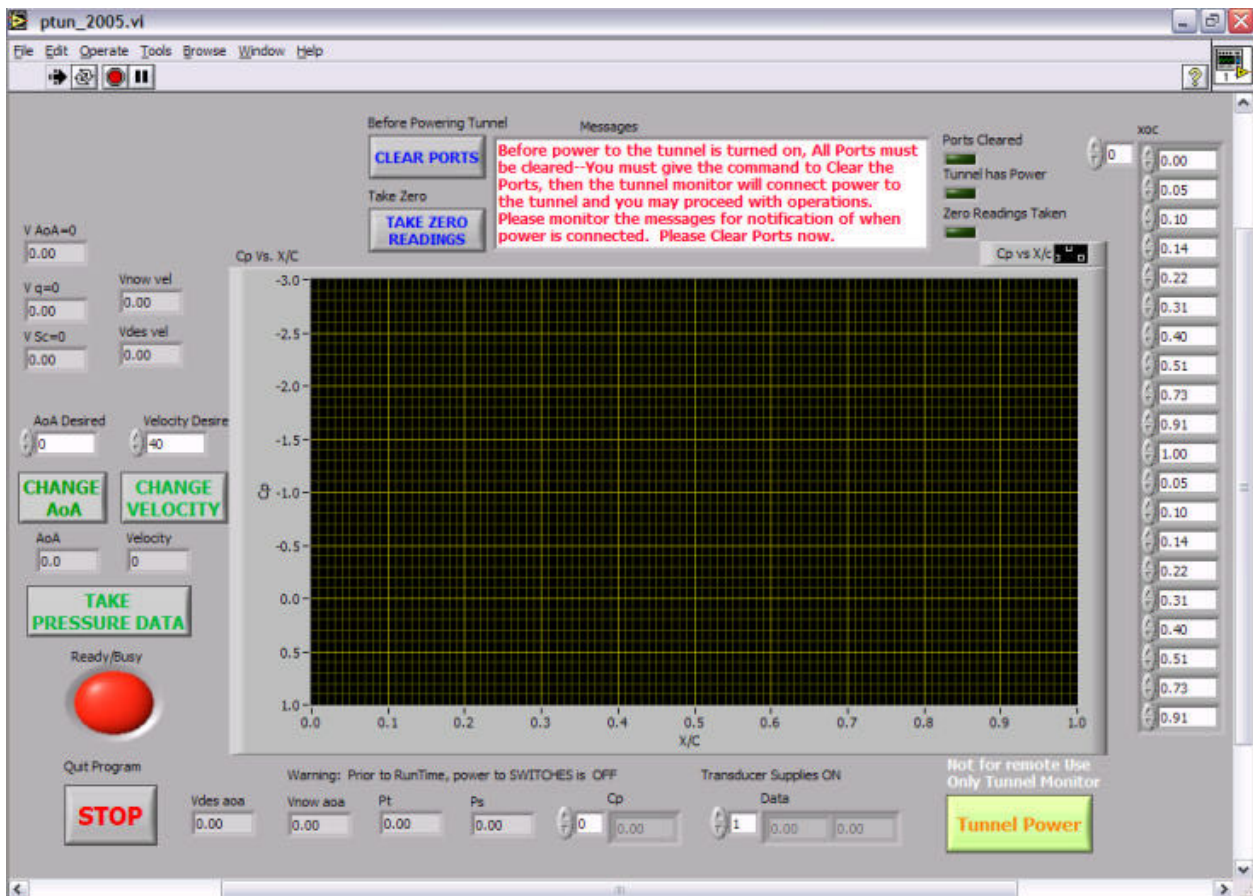 ptun_2005.vi
File Edit Operate Tools Browse Window Help
1
Before Powering Tunnel
CLEAR PORTS
Take Zero
TAKE ZERO
READINGS
Messages
Before power to the tunnel is turned on, All Ports must
be cleared--You must give the command to Clear the
Ports, then the tunnel monitor will connect power to
the tunnel and you may proceed with operations.
Please monitor the messages for notification of when
power is connected.  Please Clear Ports now.
Ports Cleared
Tunnel has Power
Zero Readings Taken
0
xoc
0.00
0.05
0.10
0.14
0.22
0.31
0.40
0.51
0.73
0.91
1.00
0.05
0.10
0.14
0.22
0.31
0.40
0.51
0.73
0.91
V AoA=0
0.00
V q=0
0.00
V Sc=0
0.00
Vnow vel
0.00
Vdes vel
0.00
AoA Desired
0
Velocity Desire
40
CHANGE
AoA
CHANGE
VELOCITY
AoA
0.0
Velocity
0
TAKE
PRESSURE DATA
Ready/Busy
Quit Program
STOP
Cp Vs. X/C
Cp vs X/c
-3.0
-2.5
-2.0
-1.5
-1.0
-0.5
0.0
0.5
1.0
Cp
0.0 0.1 0.2 0.3 0.4 0.5 0.6 0.7 0.8 0.9 1.0
X/C
Warning: Prior to RunTime, power to SWITCHES is OFF
Transducer Supplies ON
Vdes aoa
0.00
Vnow aoa
0.00
Pt
0.00
Ps
0.00
Cp
0 0.00
Data
1 0.00 0.00
Not for remote Use
Only Tunnel Monitor
Tunnel Power